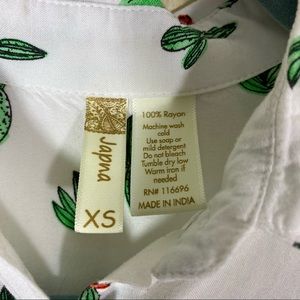 Japna
XS
100% Rayon
Machine wash
cold
Use soap or
mild detergent
Do not bleach
Tumble dry low
Warm iron if
needed
RN# 116696
MADE IN INDIA